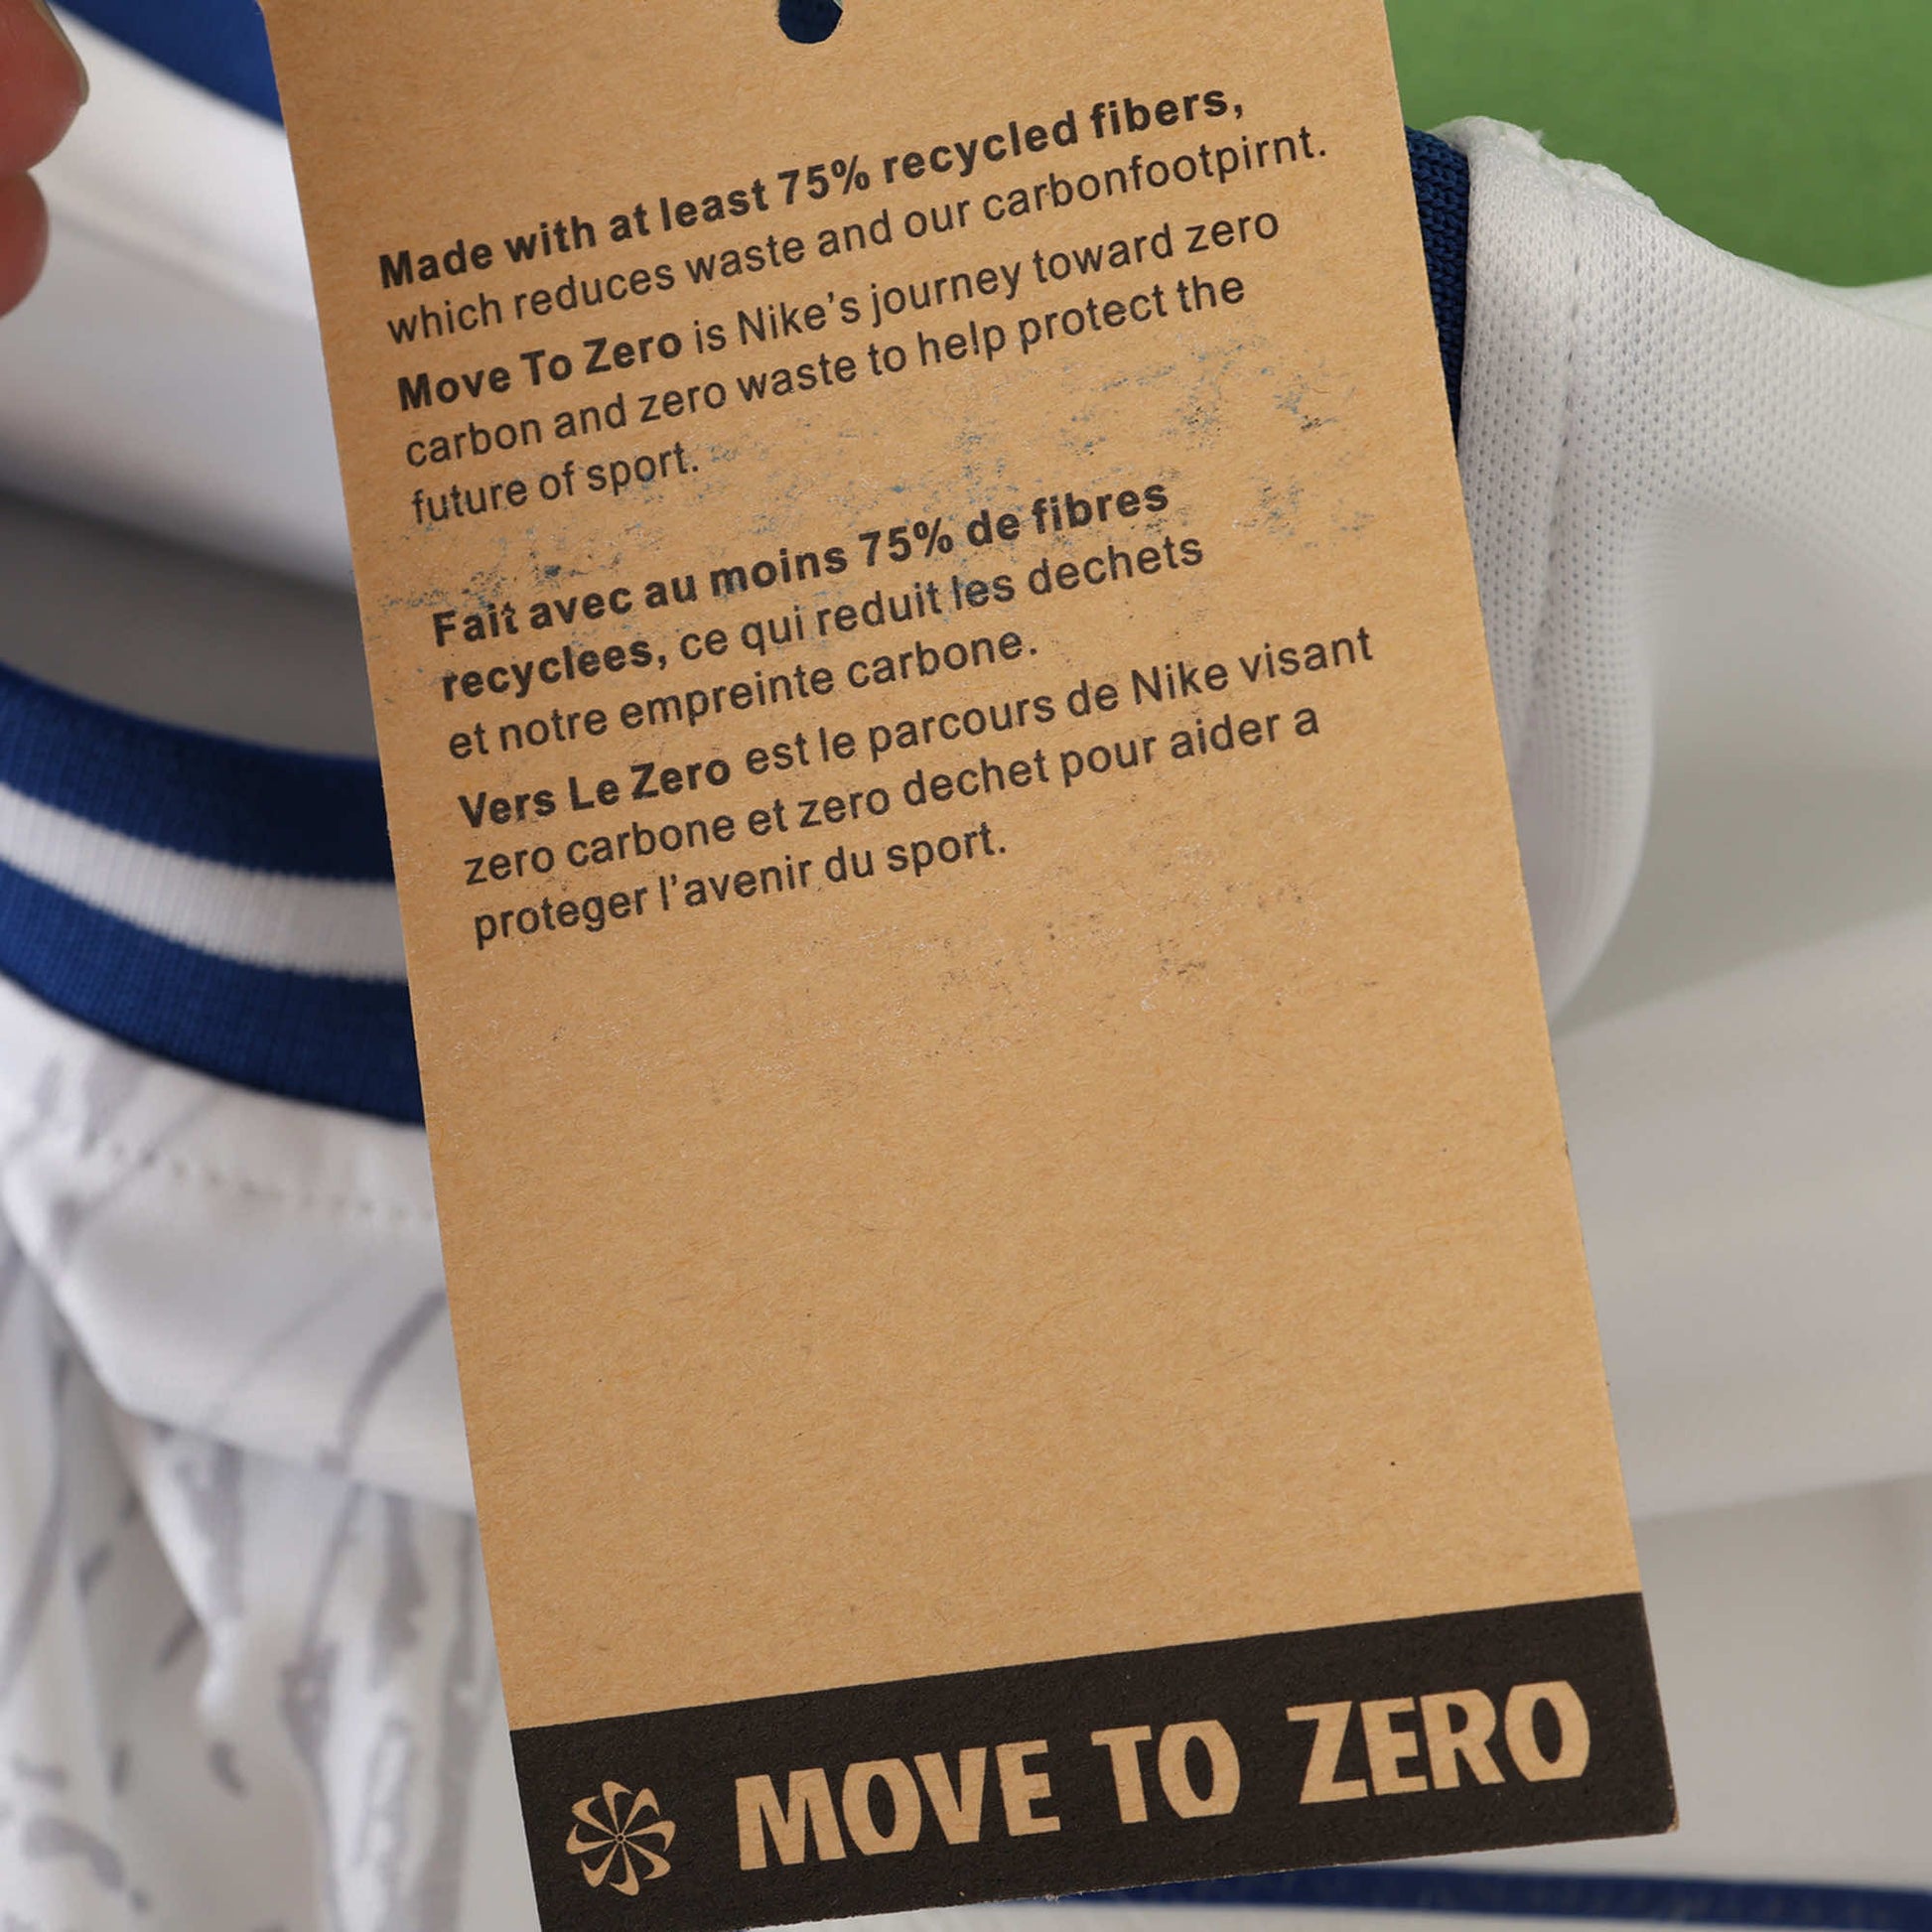 Made with at least 75% recycled fibers,
which reduces waste and our carbonfootpirnt.
Move To Zero is Nike's journey toward zero
carbon and zero waste to help protect the
future of sport.
Fait avec au moins 75% de fibres
recyclees, ce qui reduit les dechets
et notre empreinte carbone.
Vers Le Zero est le parcours de Nike visant
zero carbone et zero dechet pour aider a
proteger l'avenir du sport.
MOVE TO ZERO